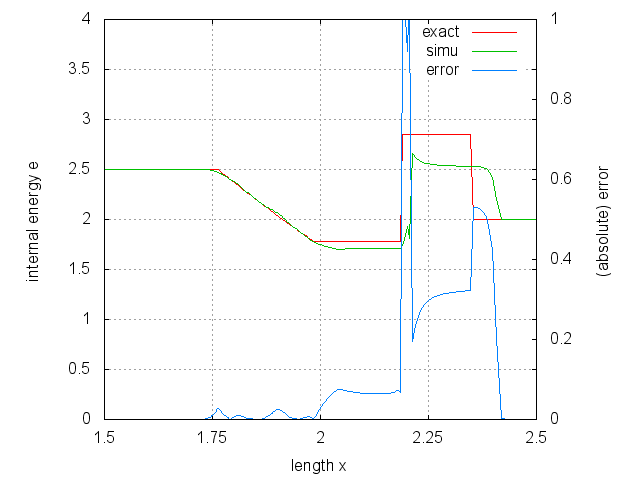 4
3.5
3
2.5
2
1.5
1
0.5
0
internal energy e
exact
simu
error
1
0.8
0.6
0.4
0.2
0
(absolute) error
1.5 1.75 2 2.25 2.5
length x